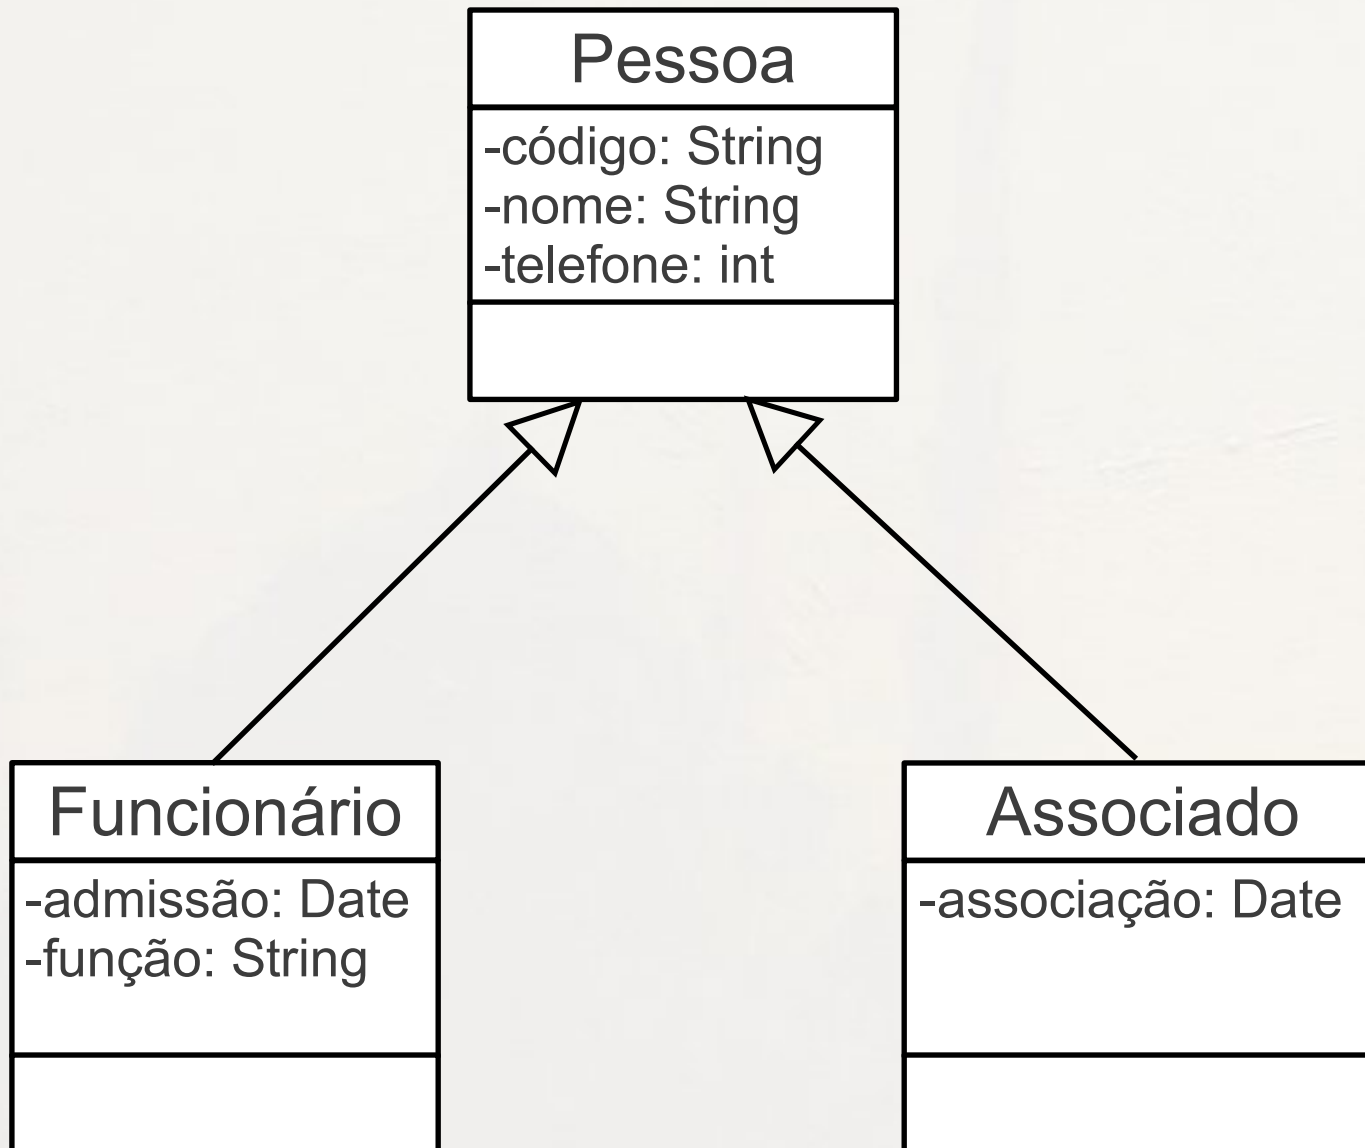 Pessoa
-código: String
-nome: String
-telefone: int
Funcionário
-admissão: Date
-função: String
Associado
-associação: Date